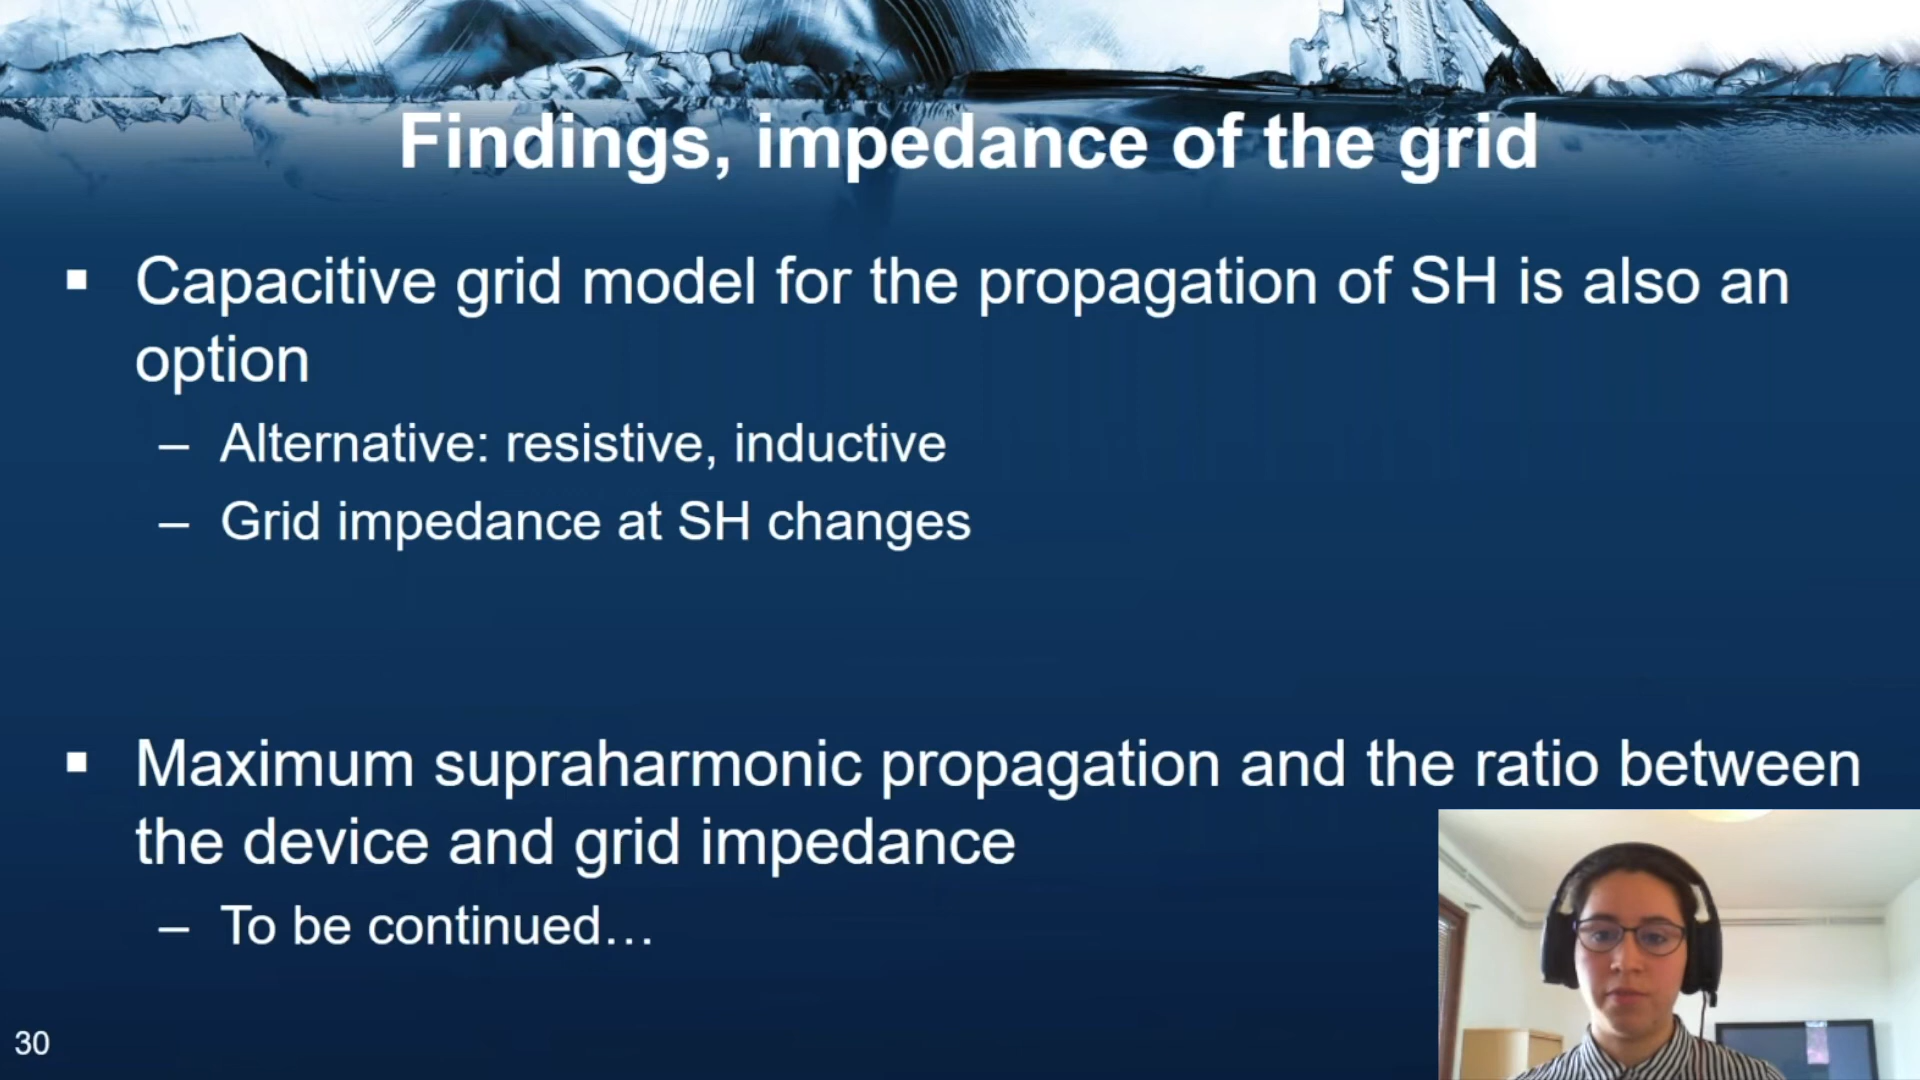 Findings, impedance of the grid
▪ Capacitive grid model for the propagation of SH is also an
option
– Alternative: resistive, inductive
– Grid impedance at SH changes
▪ Maximum supraharmonic propagation and the ratio between
the device and grid impedance
– To be continued…
30